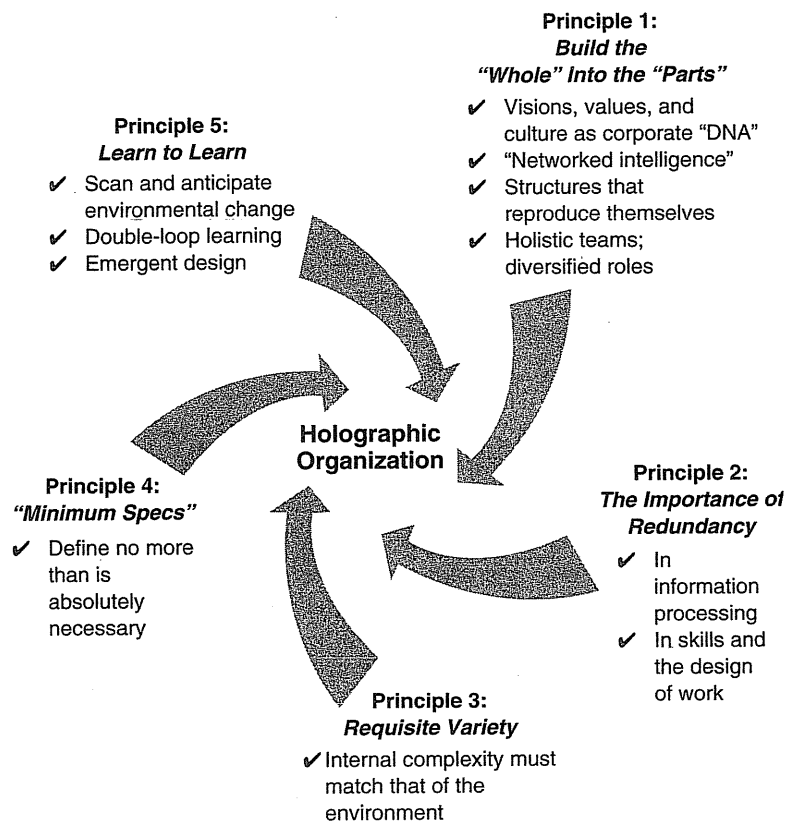 Principle 1:
Build the
“Whole” Into the “Parts”
✔ Visions, values, and
culture as corporate “DNA”
✔ “Networked intelligence”
✔ Structures that
reproduce themselves
✔ Holistic teams;
diversified roles
Principle 5:
Learn to Learn
✔ Scan and anticipate
environmental change
✔ Double-loop learning
✔ Emergent design
Holographic
Organization
Principle 2:
The Importance of
Redundancy
✔ In
information
processing
✔ In skills and
the design
of work
Principle 4:
“Minimum Specs”
✔ Define no more
than is
absolutely
necessary
Principle 3:
Requisite Variety
✔ Internal complexity must
match that of the
environment